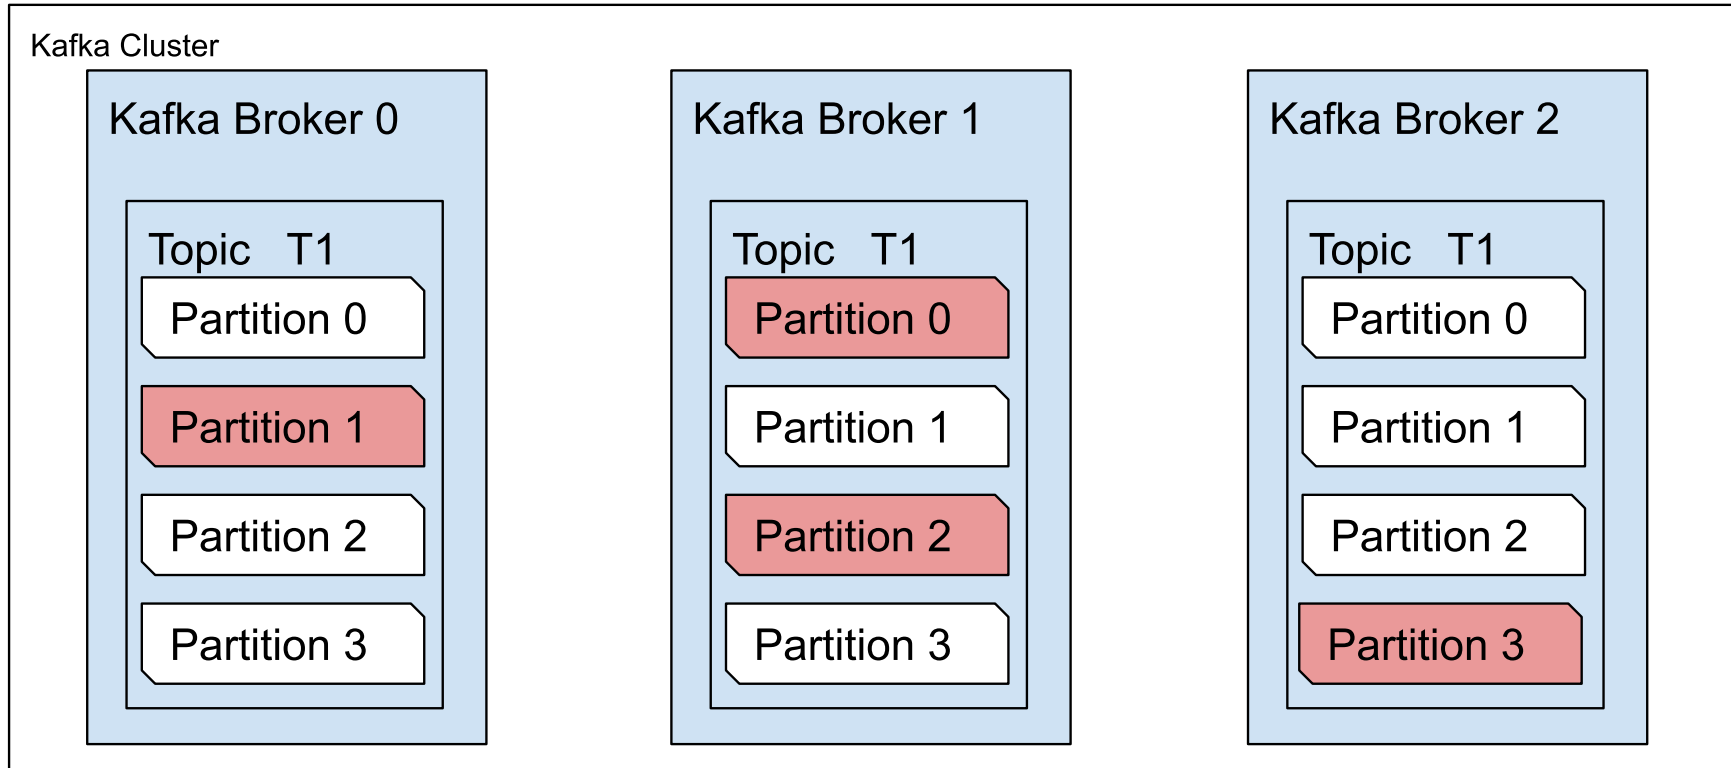 Kafka Cluster
Kafka Broker 0
Topic T1
Partition 0
Partition 1
Partition 2
Partition 3
Kafka Broker 1
Topic T1
Partition 0
Partition 1
Partition 2
Partition 3
Kafka Broker 2
Topic T1
Partition 0
Partition 1
Partition 2
Partition 3